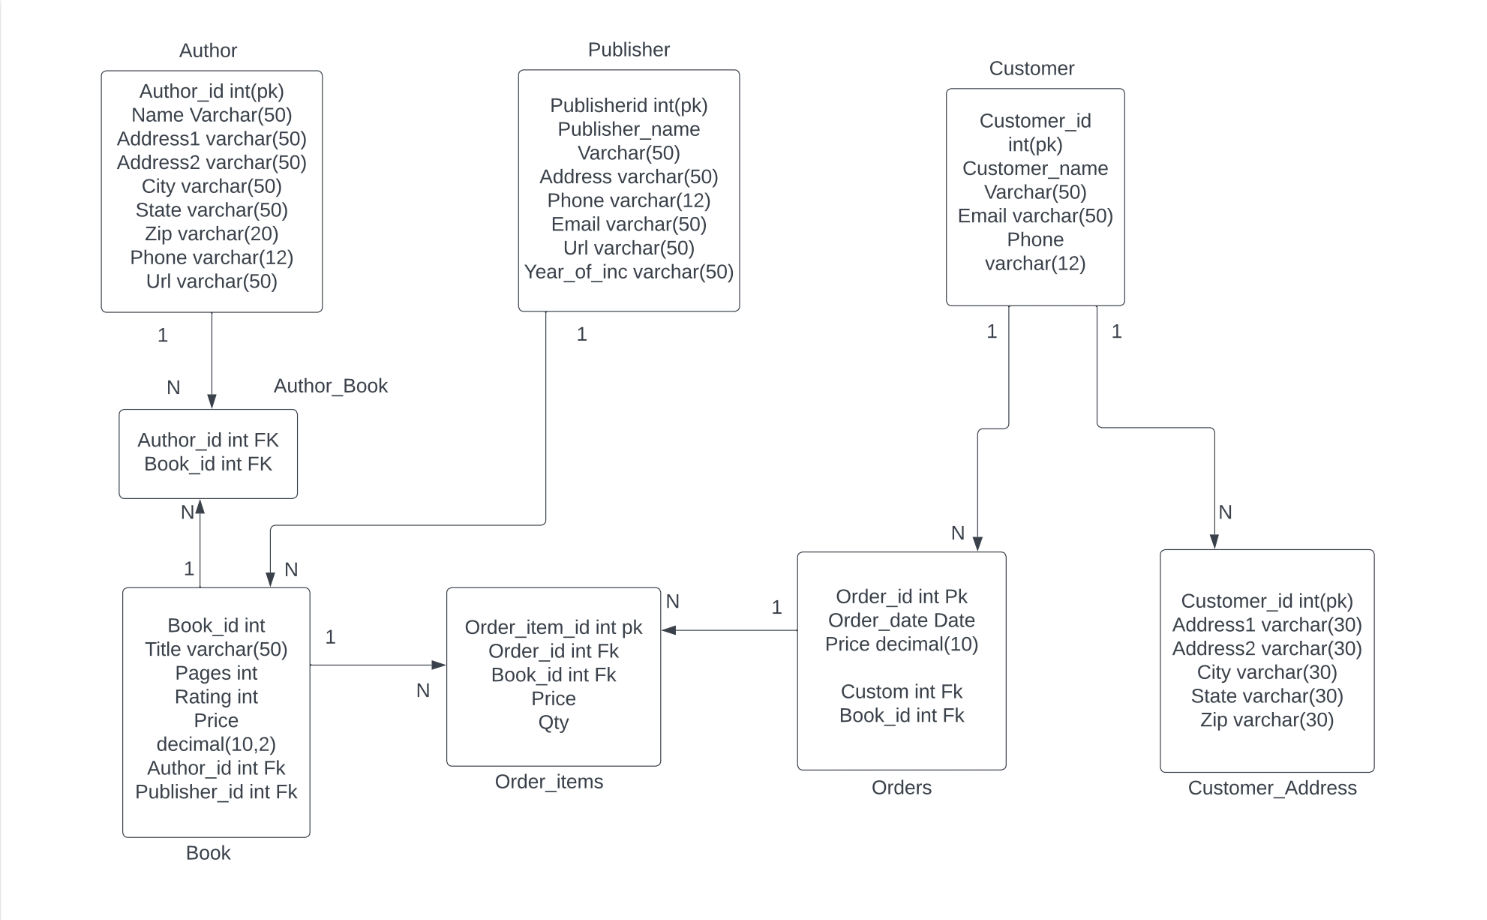 Author
Author_id int(pk)
Name Varchar(50)
Address1 varchar(50)
Address2 varchar(50)
City varchar(50)
State varchar(50)
Zip varchar(20)
Phone varchar(12)
Url varchar(50)
1
N
Publisher
Publisherid int(pk)
Publisher_name
Varchar(50)
Address varchar(50)
Phone varchar(12)
Email varchar(50)
Url varchar(50)
Year_of_inc varchar(50)
1
Customer
Customer_id
int(pk)
Customer_name
Varchar(50)
Email varchar(50)
Phone
varchar(12)
1
1
Author_Book
Author_id int FK
Book_id int FK
N
1
N
Book_id int
Title varchar(50)
Pages int
Rating int
Price
decimal(10,2)
Author_id int Fk
Publisher_id int Fk
Book
1
N
Order_item_id int pk
Order_id int Fk
Book_id int Fk
Price
Qty
Order_items
N
1
N
Order_id int Pk
Order_date Date
Price decimal(10)
Custom int Fk
Book_id int Fk
Orders
N
Customer_id int(pk)
Address1 varchar(30)
Address2 varchar(30)
City varchar(30)
State varchar(30)
Zip varchar(30)
Customer_Address